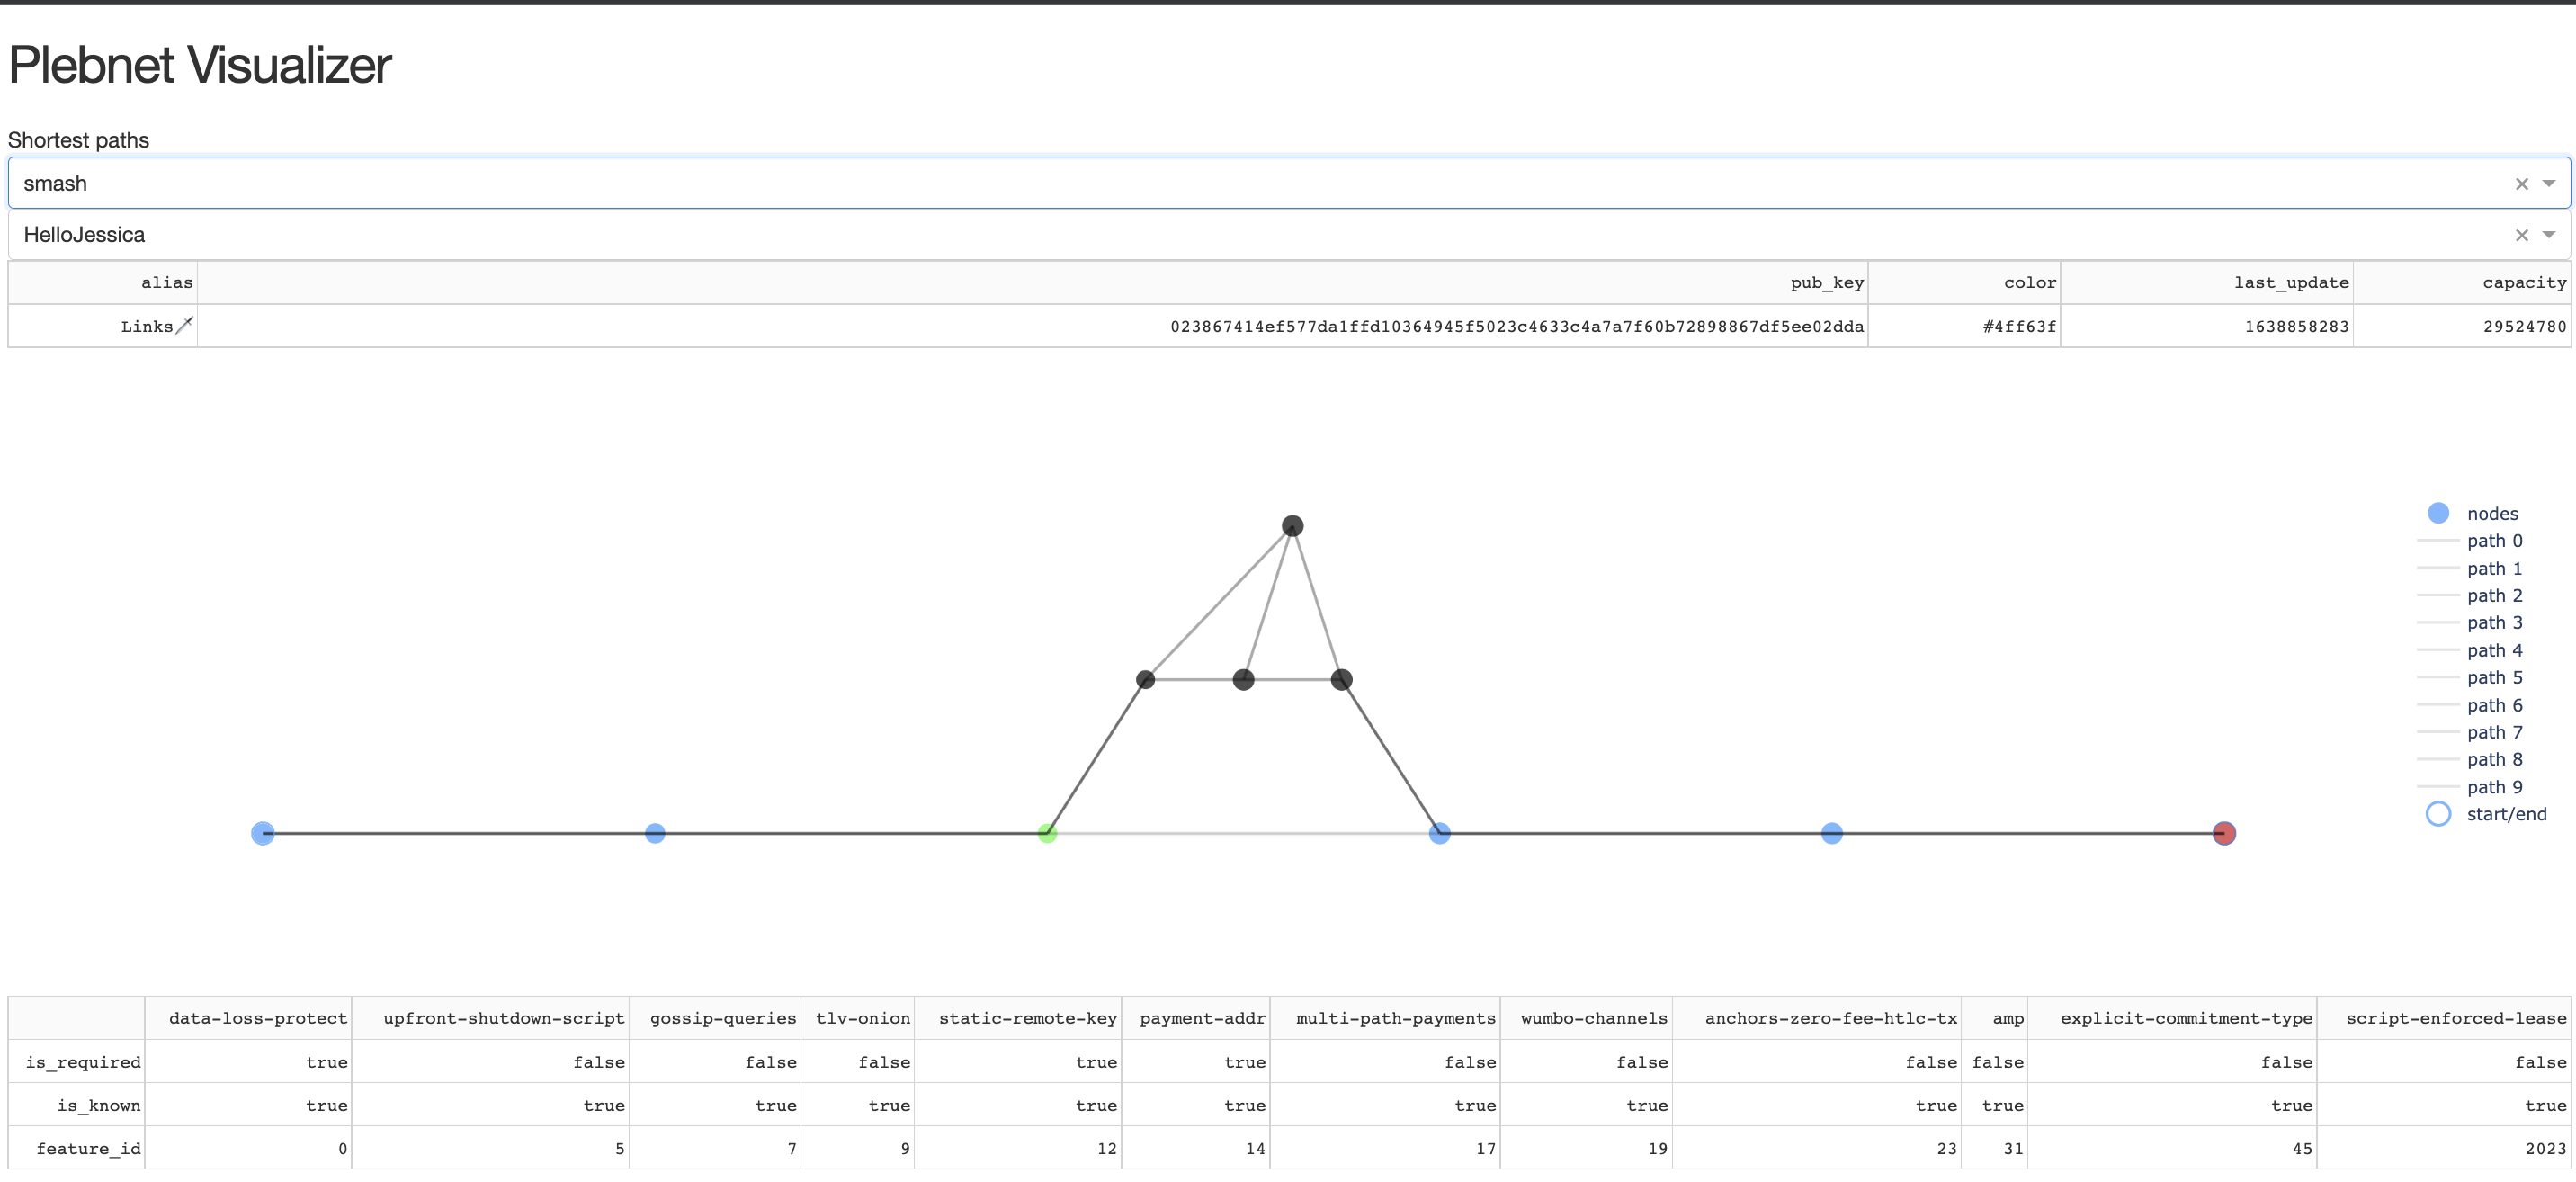 Plebnet Visualizer
Shortest paths
smash
HelloJessica
alias pub_key color last_update capacity
Links🗡 023867414ef577da1ffd10364945f5023c4633c4a7a7f60b72898867df5ee02dda #4ff63f 1638858283 29524780
nodes
path 0
path 1
path 2
path 3
path 4
path 5
path 6
path 7
path 8
path 9
start/end
data-loss-protect upfront-shutdown-script gossip-queries tlv-onion static-remote-key payment-addr multi-path-payments wumbo-channels anchors-zero-fee-htlc-tx amp explicit-commitment-type script-enforced-lease
is_required true false false false true true false false false false false false
is_known true true true true true true true true true true true true
feature_id 0 5 7 9 12 14 17 19 23 31 45 2023